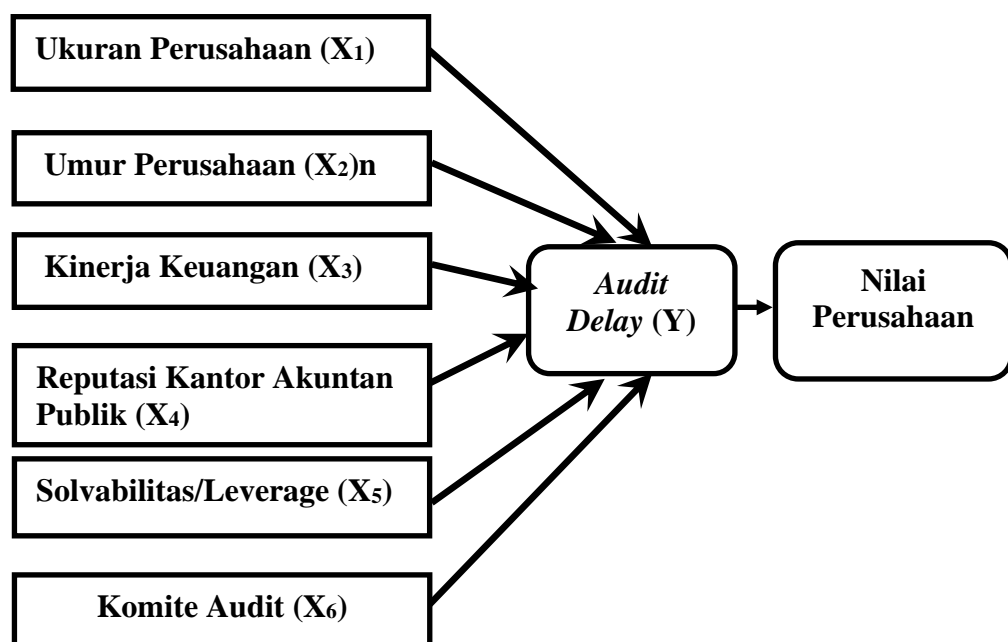 Ukuran Perusahaan (X₁)
Umur Perusahaan (X₂)n
Kinerja Keuangan (X₃)
Reputasi Kantor Akuntan
Publik (X₄)
Solvabilitas/Leverage (X₅)
Komite Audit (X₆)
Audit
Delay (Y)
Nilai
Perusahaan